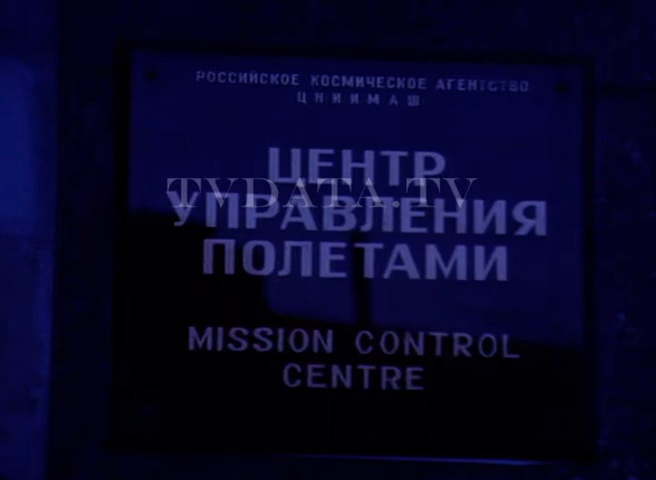 РОССИЙСКОЕ КОСМИЧЕСКОЕ АГЕНТСТВО
ЦНИИМАШ
ЦЕНТР
TVDATA.TV
УПРАВЛЕНИЯ
ПОЛЕТАМИ
MISSION CONTROL
CENTRE